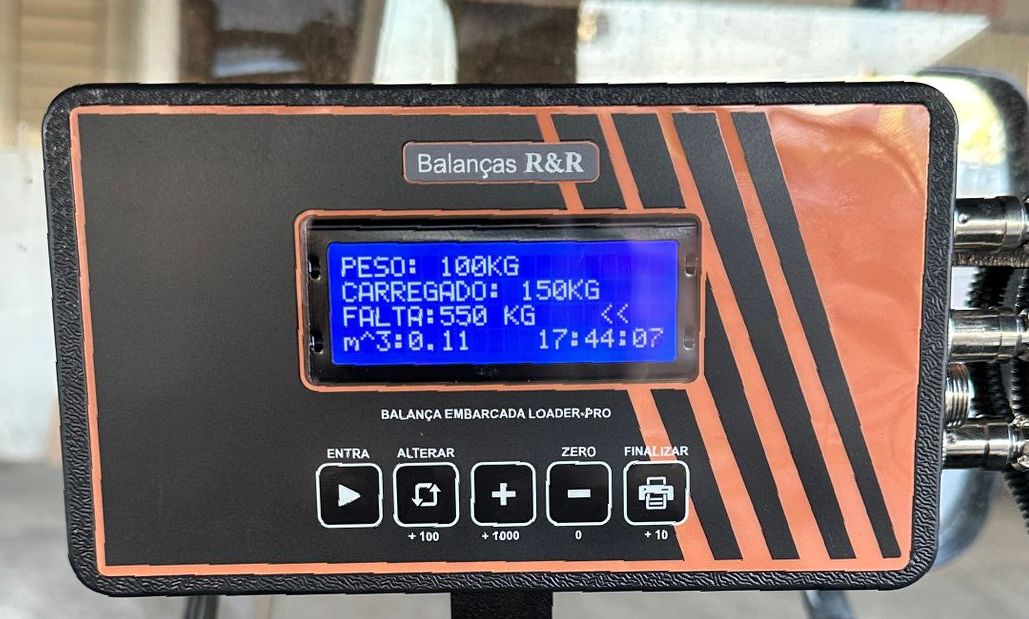 Balanças R&R
PESO: 100KG
CARREGADO: 150KG
FALTA:550 KG <<
m^3:0.11 17:44:07
BALANÇA EMBARCADA LOADER-PRO
ENTRA ALTERAR ZERO FINALIZAR
+ -
+ 100 + 1000 0 + 10